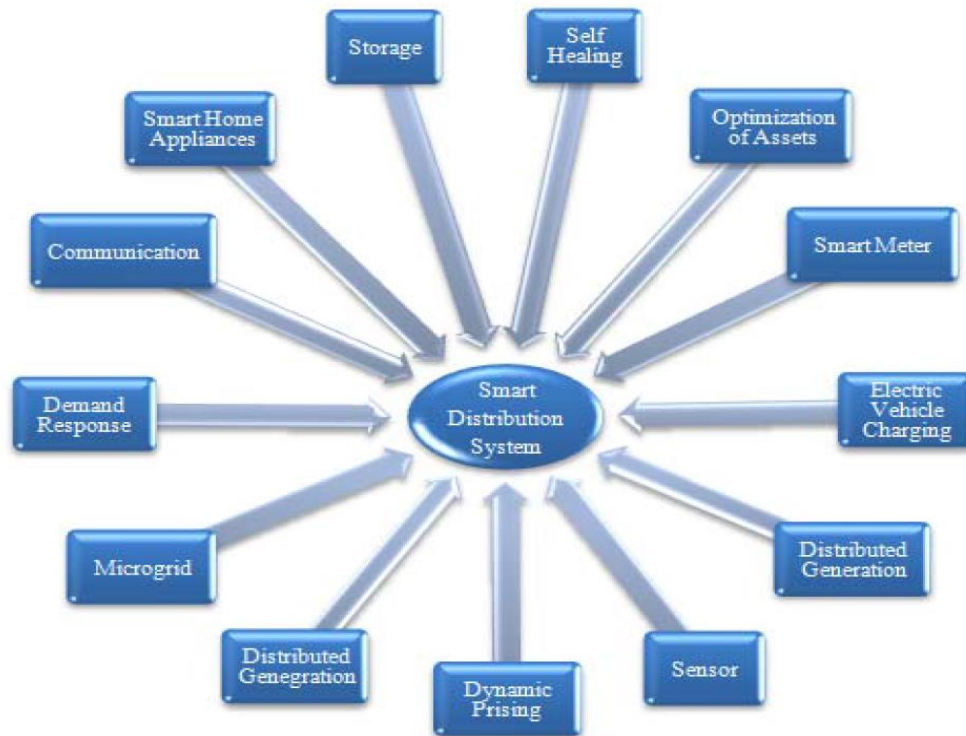 Storage
Self
Healing
Smart Home
Appliances
Optimization
of Assets
Communication
Smart Meter
Smart
Distribution
System
Demand
Response
Electric
Vehicle
Charging
Microgrid
Distributed
Generation
Distributed
Genegration
Dynamic
Prising
Sensor